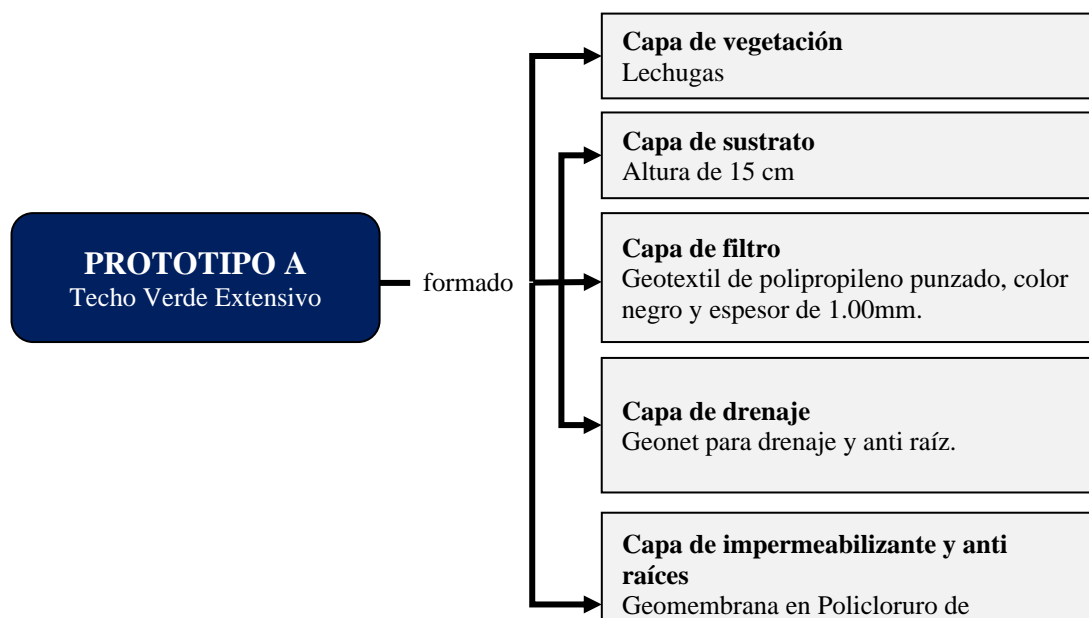 Capa de vegetación
Lechugas
Capa de sustrato
Altura de 15 cm
PROTOTIPO A
Techo Verde Extensivo
formado
Capa de filtro
Geotextil de polipropileno punzado, color
negro y espesor de 1.00mm.
Capa de drenaje
Geonet para drenaje y anti raíz.
Capa de impermeabilizante y anti
raíces
Geomembrana en Policloruro de